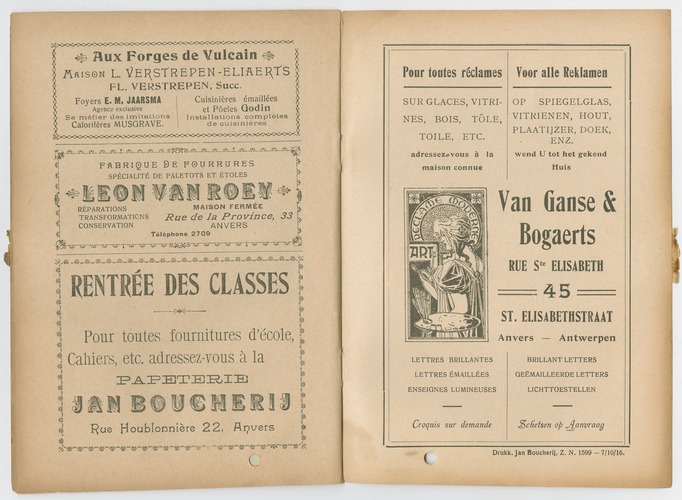 Aux Forges de Vulcain
MAISON L. VERSTREPEN-ELIAERTS
FL. VERSTREPEN, Succ.
Foyers E. M. JAARSMA
Agence exclusive
Se méfier des imitations
Calorifères MUSGRAVE.
Cuisinières émaillées
et Pôeles Godin
Installations complètes
de cuisinières
FABRIQUE DE FOURRURES
SPÉCIALITÉ DE PALETOTS ET ÉTOLES
LEON VAN ROEY
RÉPARATIONS
TRANSFORMATIONS
CONSERVATION
MAISON FERMÉE
Rue de la Province, 33
ANVERS
Téléphone 2709
RENTRÉE DES CLASSES
Pour toutes fournitures d'école,
Cahiers, etc. adressez-vous à la
PAPETERIE
JAN BOUCHERIJ
Rue Houblonnière 22, Anvers
Pour toutes réclames
SUR GLACES, VITRI-
NES, BOIS, TÔLE,
TOILE, ETC.
adressez-vous à la
maison connue
Voor alle Reklamen
OP SPIEGELGLAS,
VITRIENEN, HOUT,
PLAATIJZER, DOEK,
ENZ.
wend U tot het gekend
Huis
RECLAME MODERNE
ART
Van Ganse &
Bogaerts
RUE Ste ELISABETH
45
ST. ELISABETHSTRAAT
Anvers — Antwerpen
LETTRES BRILLANTES
LETTRES ÉMAILLÉES
ENSEIGNES LUMINEUSES
Croquis sur demande
BRILLANT LETTERS
GEËMAILLEERDE LETTERS
LICHTTOESTELLEN
Schetsen op Aanvraag
Drukk. Jan Boucherij, Z. N. 1599 — 7/10/16.